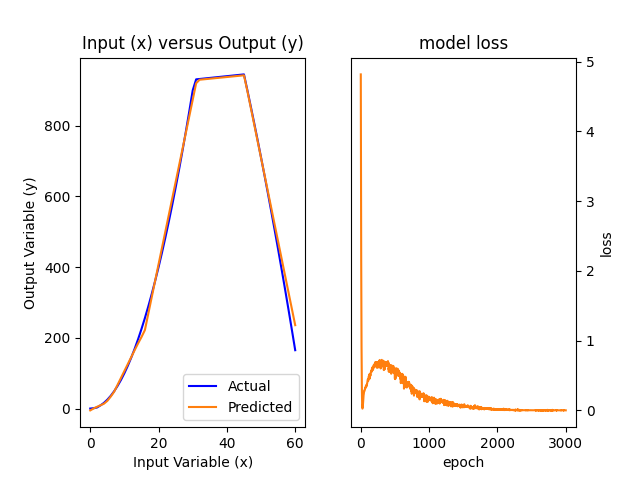 Input (x) versus Output (y)
Output Variable (y)
800
600
400
200
0
0
20
40
60
Input Variable (x)
Actual
Predicted
model loss
5
4
3
2
1
0
loss
0
1000
2000
3000
epoch